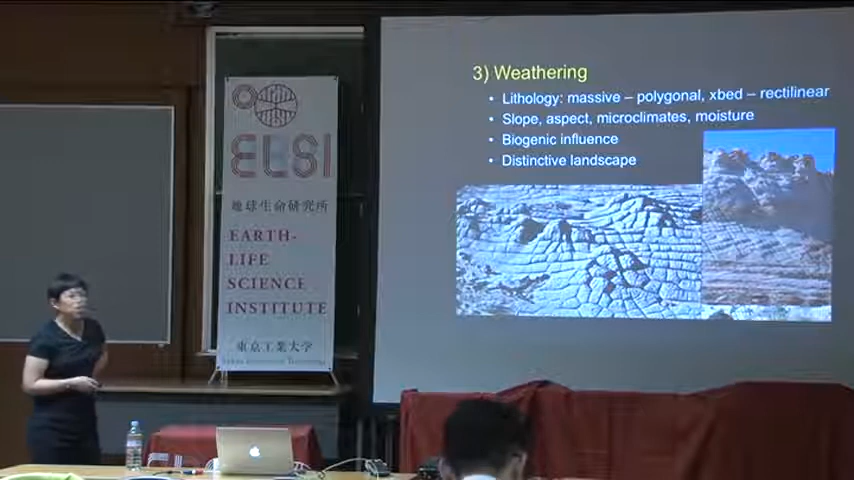 ELSI
地球生命研究所
EARTH-
LIFE
SCIENCE
INSTITUTE
東京工業大学
3) Weathering
• Lithology: massive – polygonal, xbed – rectilinear
• Slope, aspect, microclimates, moisture
• Biogenic influence
• Distinctive landscape